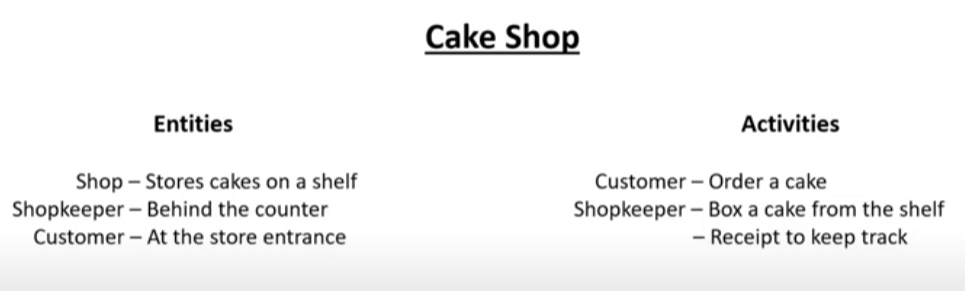 Cake Shop
Entities
Shop – Stores cakes on a shelf
Shopkeeper – Behind the counter
Customer – At the store entrance
Activities
Customer – Order a cake
Shopkeeper – Box a cake from the shelf
– Receipt to keep track